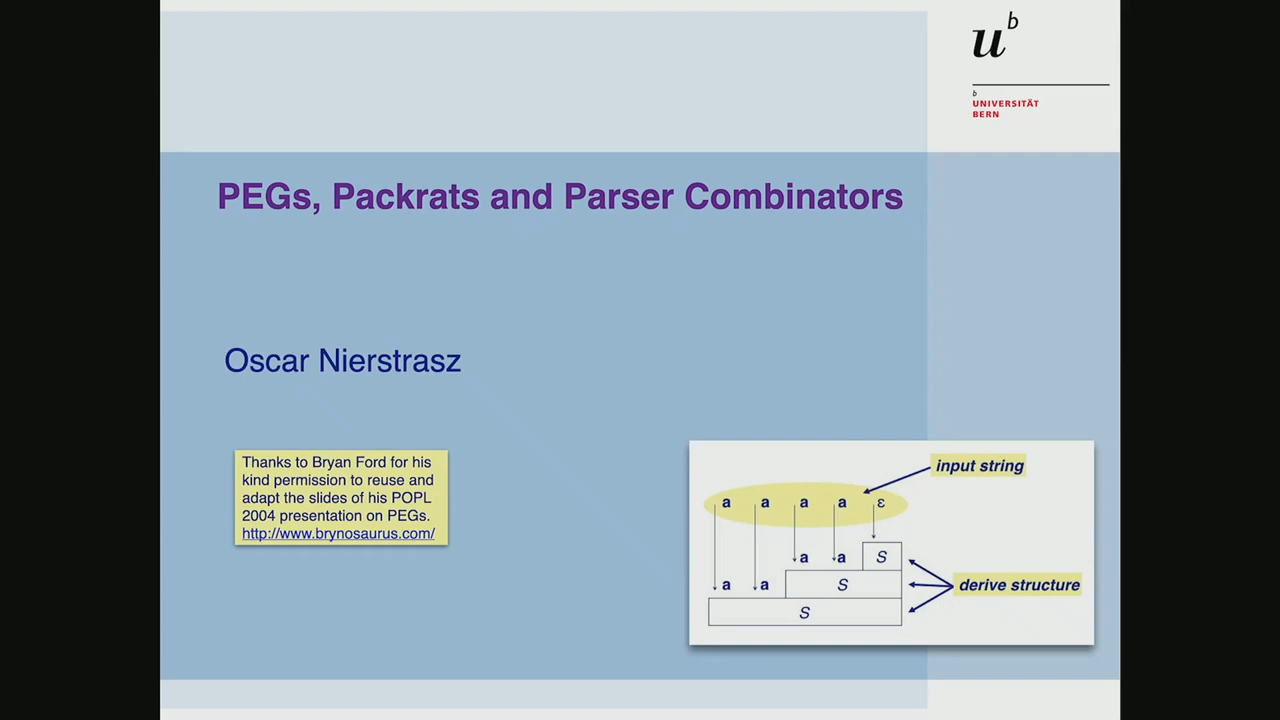 u
b
b
UNIVERSITÄT
BERN
PEGs, Packrats and Parser Combinators
Oscar Nierstrasz
Thanks to Bryan Ford for his
kind permission to reuse and
adapt the slides of his POPL
2004 presentation on PEGs.
http://www.brynosaurus.com/
input string
a a a a ε
a a S
a a S
S
derive structure